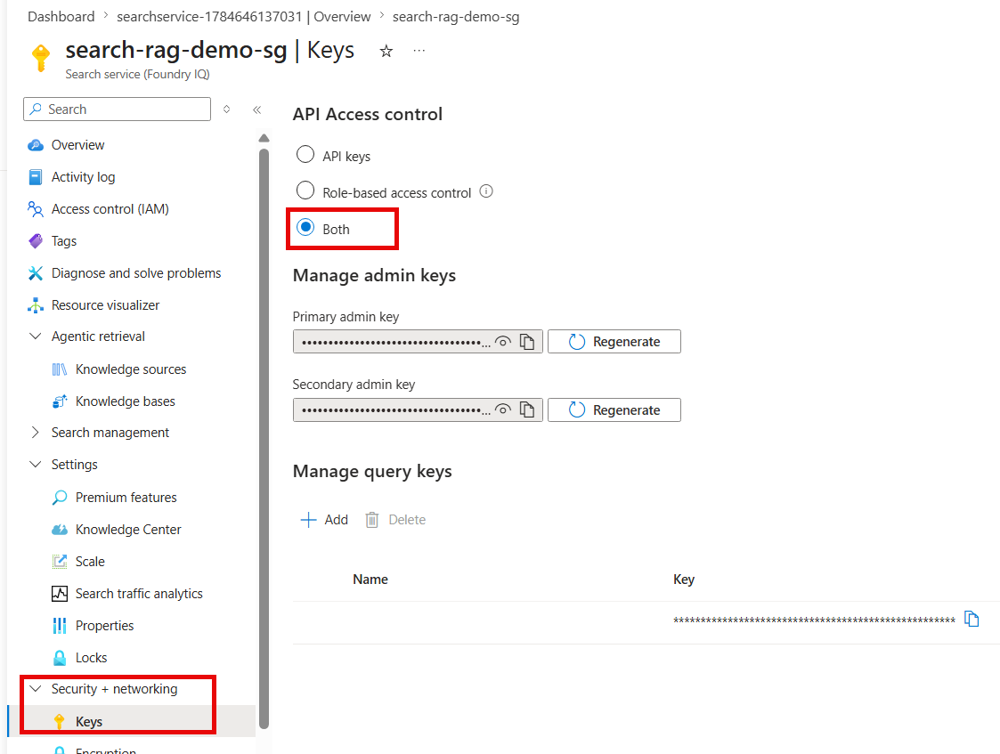 Dashboard > searchservice-1784646137031 | Overview > search-rag-demo-sg
search-rag-demo-sg | Keys
Search service (Foundry IQ)
Search
Overview
Activity log
Access control (IAM)
Tags
Diagnose and solve problems
Resource visualizer
Agentic retrieval
Knowledge sources
Knowledge bases
Search management
Settings
Premium features
Knowledge Center
Scale
Search traffic analytics
Properties
Locks
Security + networking
Keys
Encryption
API Access control
API keys
Role-based access control
Both
Manage admin keys
Primary admin key
Regenerate
Secondary admin key
Regenerate
Manage query keys
Add Delete
Name Key